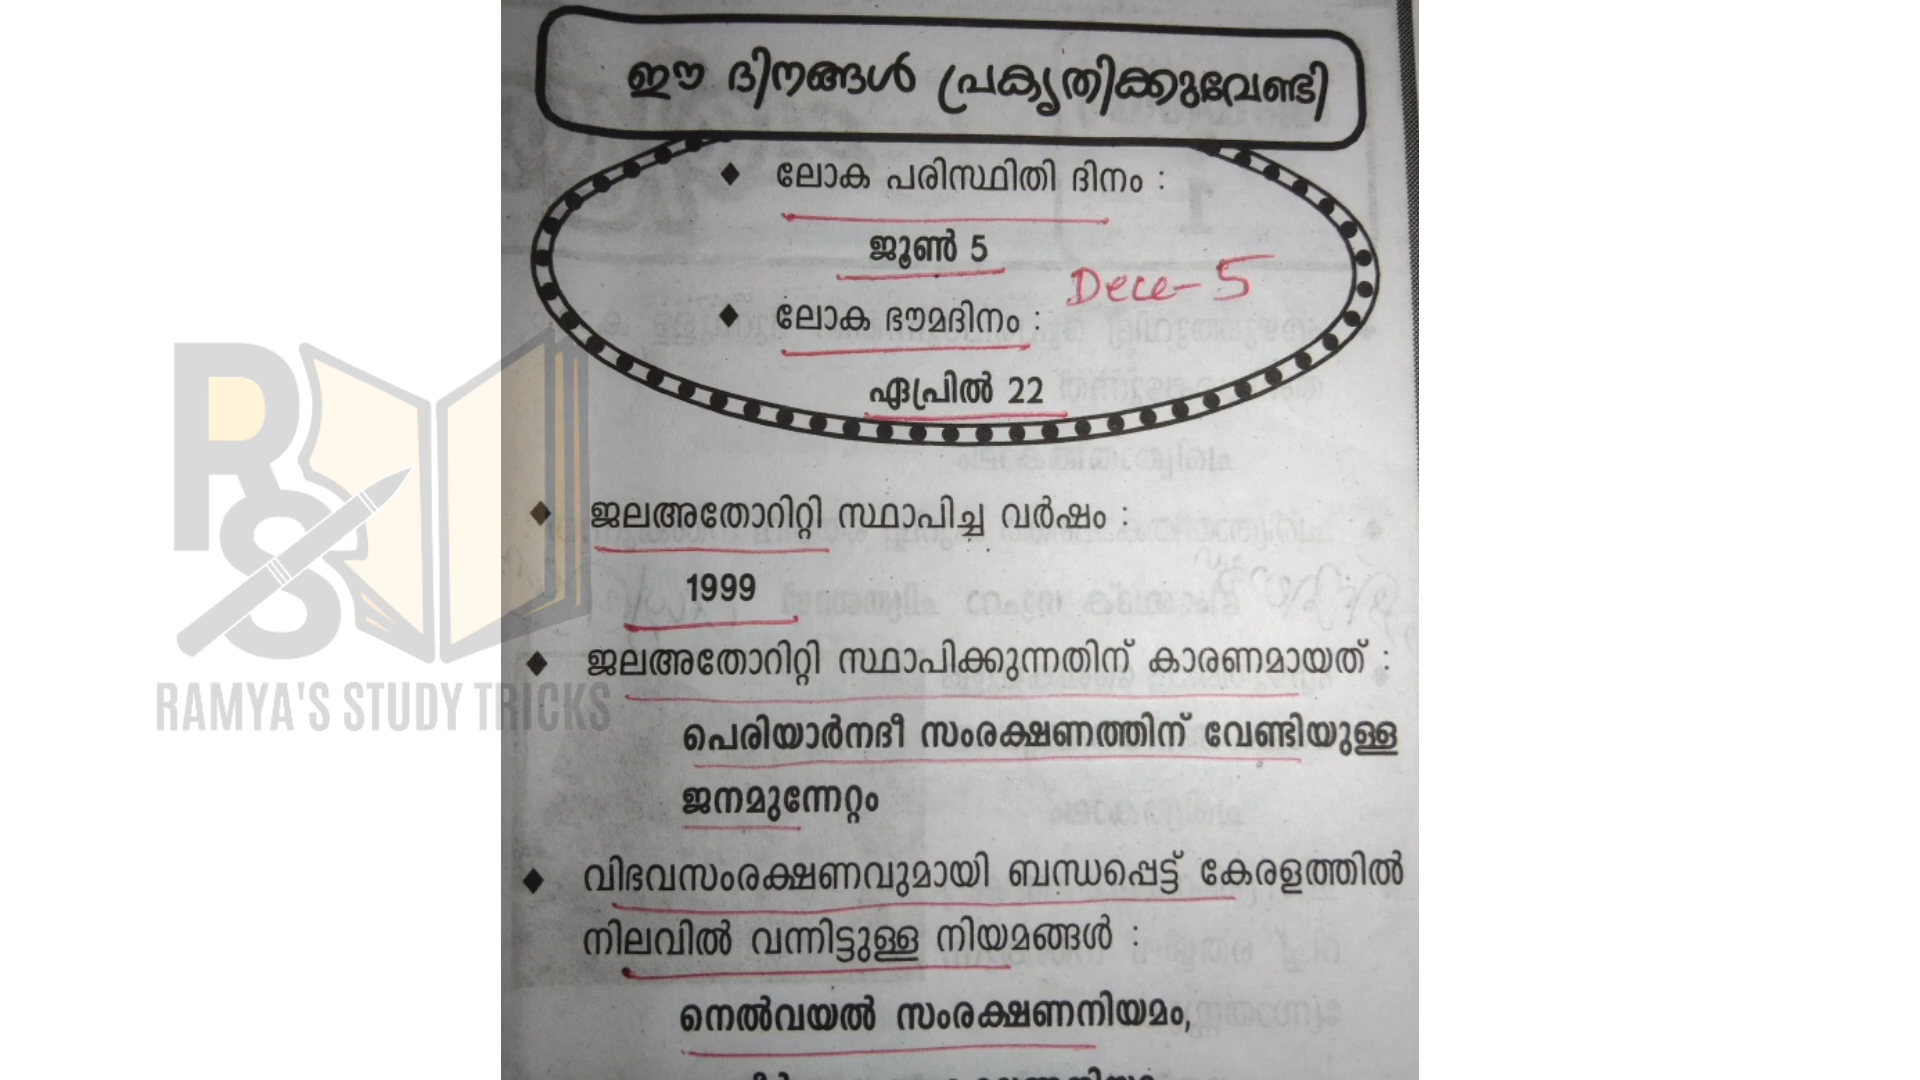 ഈ ദിനങ്ങൾ പ്രകൃതിക്കുവേണ്ടി
♦ ലോക പരിസ്ഥിതി ദിനം :
ജൂൺ 5
Dece- 5
♦ ലോക ഭൗമദിനം :
ഏപ്രിൽ 22
♦ ജലഅതോറിറ്റി സ്ഥാപിച്ച വർഷം :
1999
♦ ജലഅതോറിറ്റി സ്ഥാപിക്കുന്നതിന് കാരണമായത് :
പെരിയാർനദീ സംരക്ഷണത്തിന് വേണ്ടിയുള്ള
ജനമുന്നേറ്റം
♦ വിഭവസംരക്ഷണവുമായി ബന്ധപ്പെട്ട് കേരളത്തിൽ
നിലവിൽ വന്നിട്ടുള്ള നിയമങ്ങൾ :
നെൽവയൽ സംരക്ഷണനിയമം,
RS
RAMYA'S STUDY TRICKS